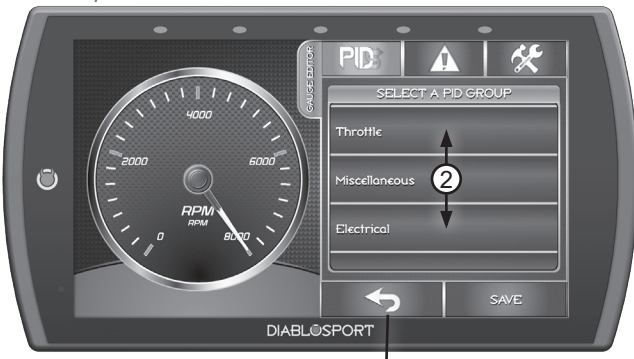 GAUGE EDITOR
PIDS
SELECT A PID GROUP
Throttle
Miscellaneous
2
Electrical
SAVE
4000
2000
6000
0
8000
RPM
RPM
DIABLOSPORT